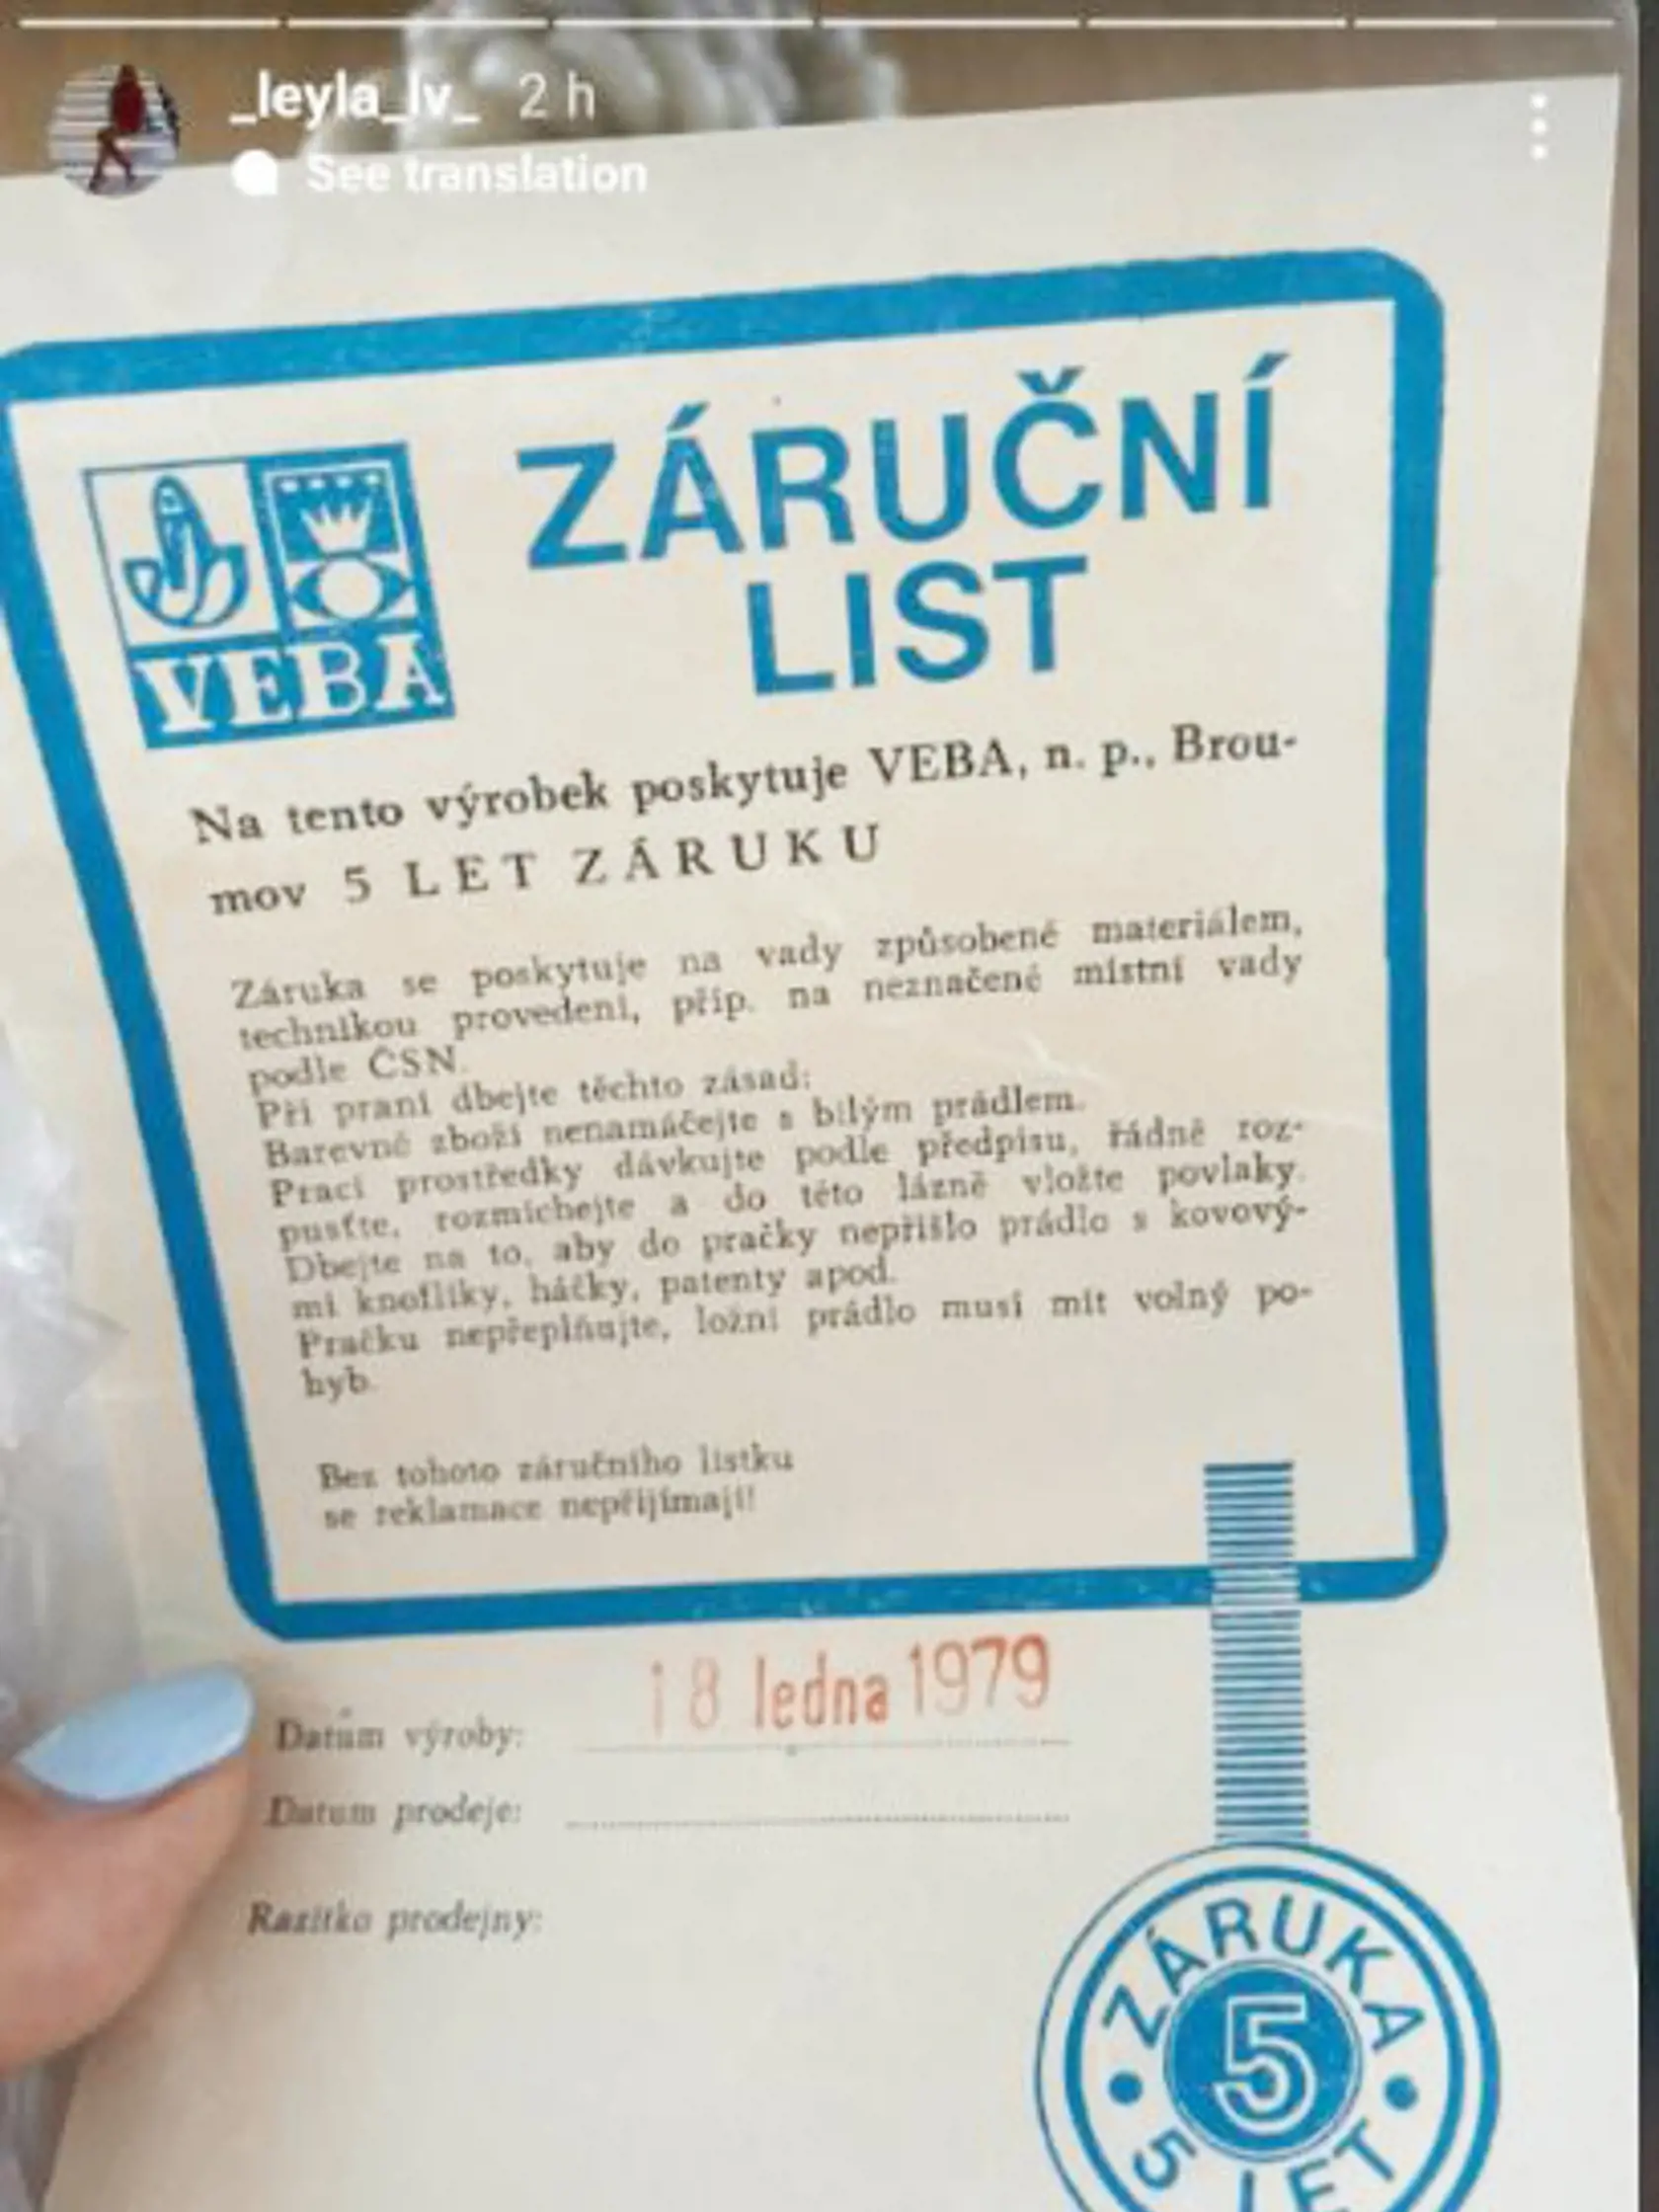 _leyla_lv_ 2 h
See translation
ZÁRUČNÍ
LIST
VEBA
Na tento výrobek poskytuje VEBA, n. p., Brou-
mov 5 LET ZÁRUKU
Záruka se poskytuje na vady způsobené materiálem,
technikou provedení, příp. na neznačené místní vady
podle ČSN.
Při praní dbejte těchto zásad:
Barevné zboží nenamáčejte s bílým prádlem.
Prací prostředky dávkujte podle předpisu, řádně roz-
pusťte, rozmíchejte a do této lázně vložte povlaky.
Dbejte na to, aby do pračky nepřišlo prádlo s kovový-
mi knoflíky, háčky, patenty apod.
Pračku nepřeplňujte, ložní prádlo musí mít volný po-
hyb.
Bez tohoto záručního lístku
se reklamace nepřijímají!
Datum výroby: 18 ledna 1979
Datum prodeje:
Razítko prodejny:
ZÁRUKA
5
5 LET